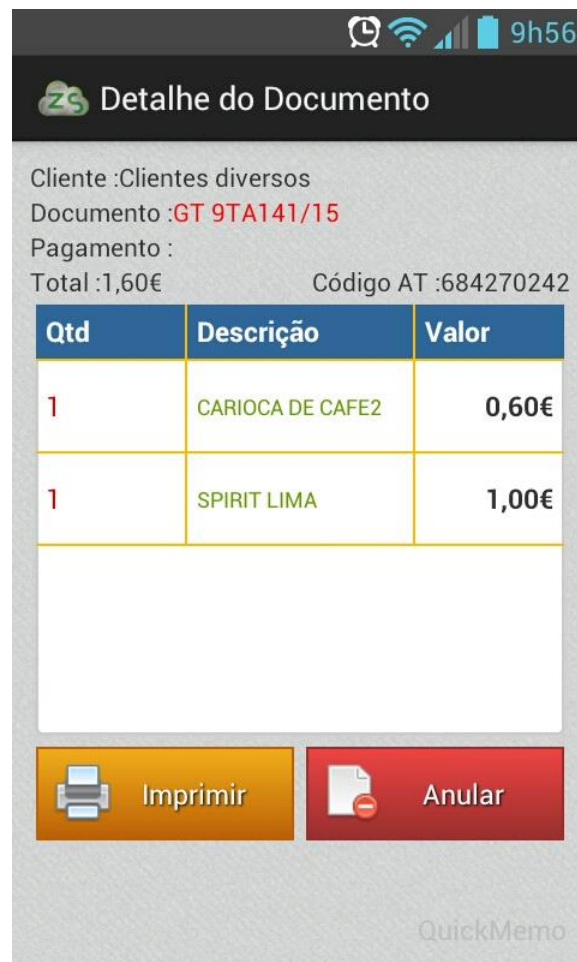 9h56
ZS Detalhe do Documento
Cliente :Clientes diversos
Documento :GT 9TA141/15
Pagamento :
Total :1,60€ Código AT :684270242
Qtd Descrição Valor
1 CARIOCA DE CAFE2 0,60€
1 SPIRIT LIMA 1,00€
Imprimir Anular
QuickMemo